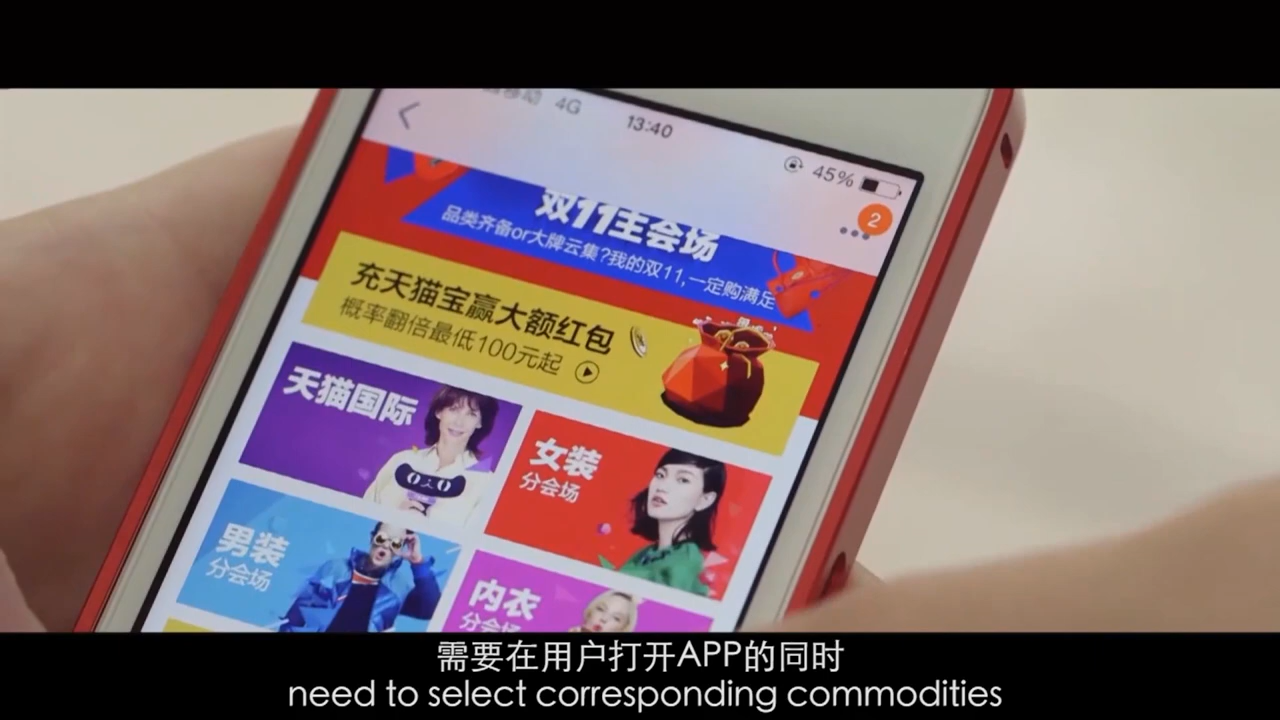 4G
13:40
45%
2
双11主会场
品类齐备or大牌云集?我的双11,一定购满足
充天猫宝赢大额红包
概率翻倍最低100元起
天猫国际
女装
分会场
男装
分会场
内衣
分会场
需要在用户打开APP的同时
need to select corresponding commodities